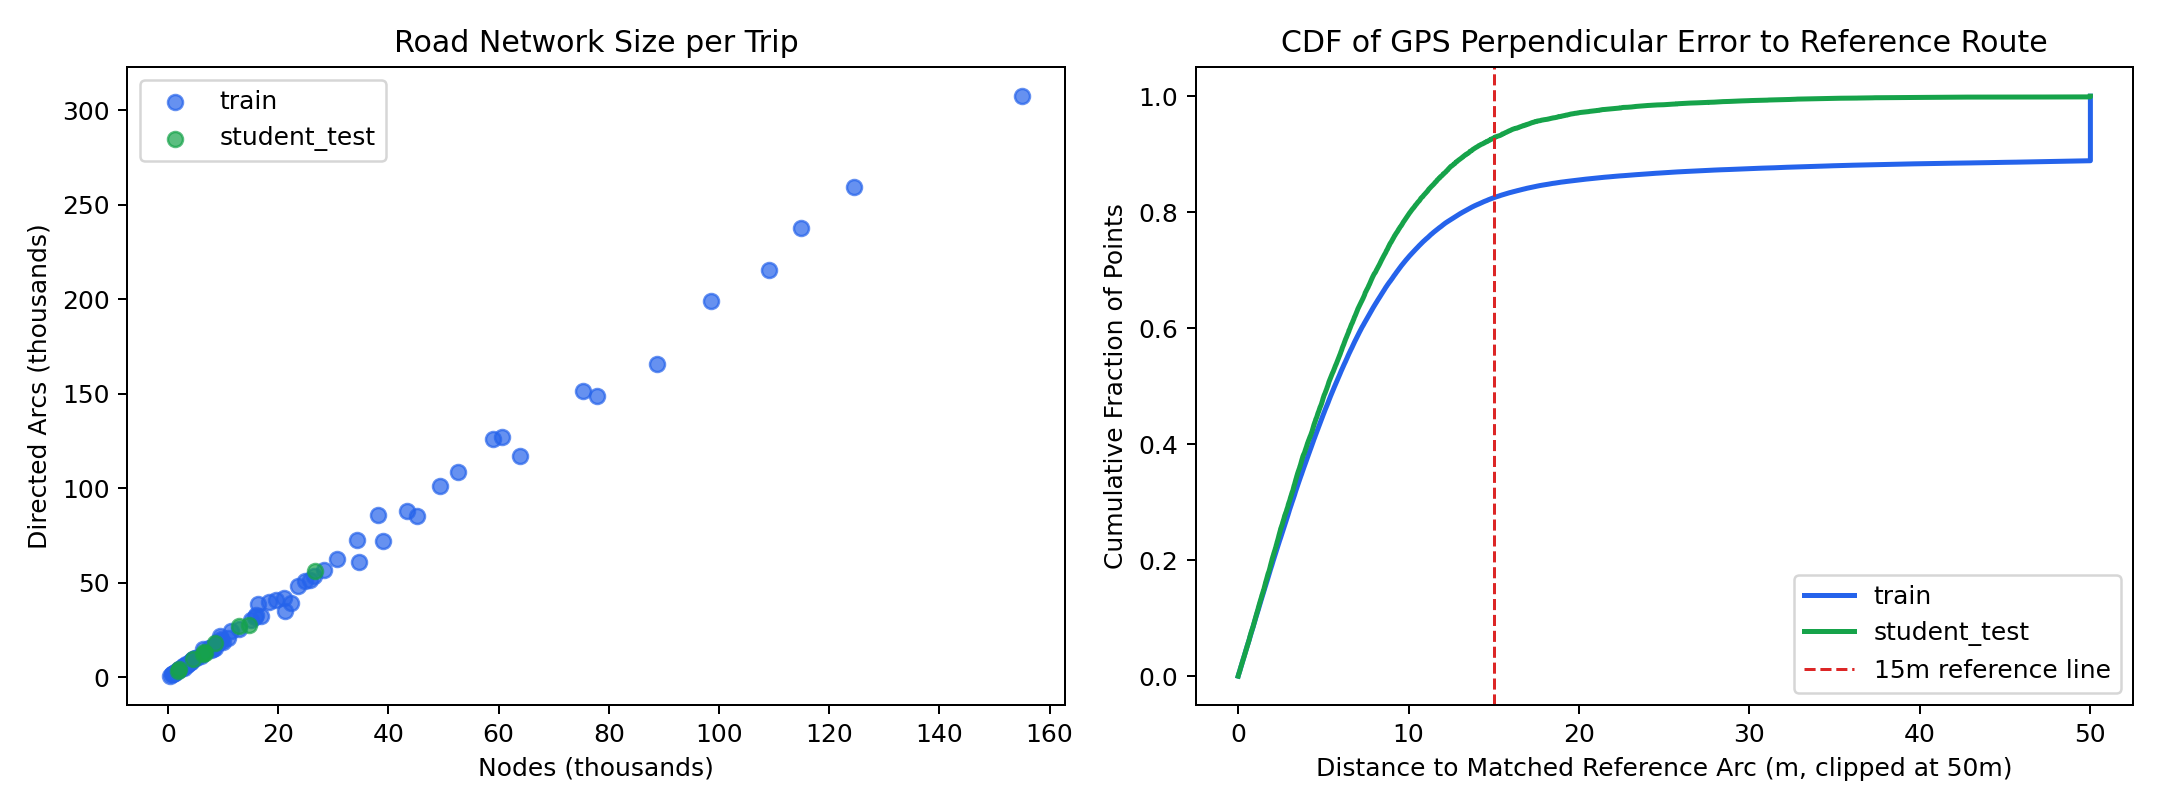 Road Network Size per Trip
train
student_test
Directed Arcs (thousands)
300
250
200
150
100
50
0
0 20 40 60 80 100 120 140 160
Nodes (thousands)
CDF of GPS Perpendicular Error to Reference Route
Cumulative Fraction of Points
1.0
0.8
0.6
0.4
0.2
0.0
train
student_test
15m reference line
0 10 20 30 40 50
Distance to Matched Reference Arc (m, clipped at 50m)